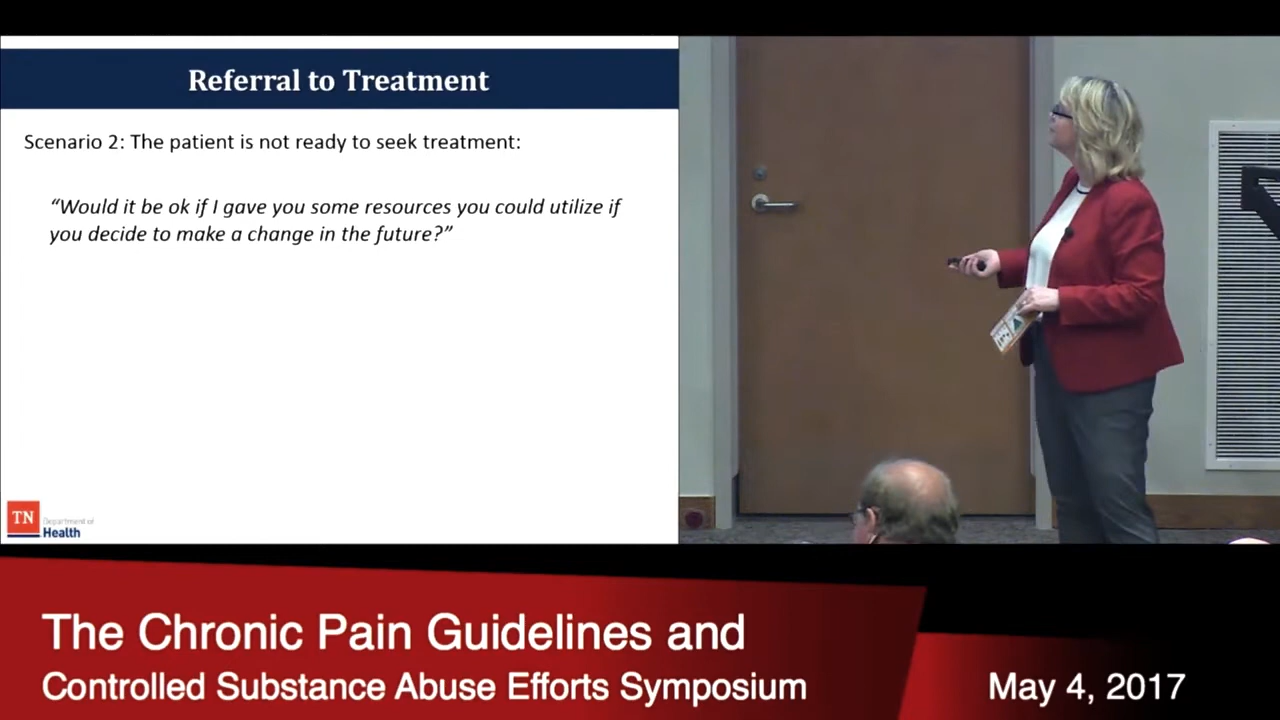 Referral to Treatment
Scenario 2: The patient is not ready to seek treatment:
“Would it be ok if I gave you some resources you could utilize if
you decide to make a change in the future?”
TN
Department of
Health
The Chronic Pain Guidelines and
Controlled Substance Abuse Efforts Symposium
May 4, 2017